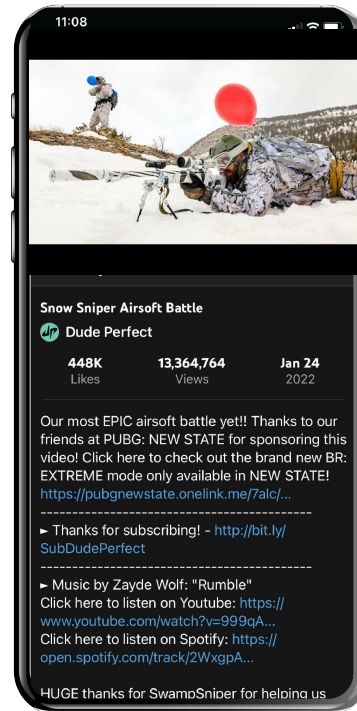 11:08
Snow Sniper Airsoft Battle
dp Dude Perfect
448K 13,364,764 Jan 24
Likes Views 2022
Our most EPIC airsoft battle yet!! Thanks to our
friends at PUBG: NEW STATE for sponsoring this
video! Click here to check out the brand new BR:
EXTREME mode only available in NEW STATE!
https://pubgnewstate.onelink.me/7alc/...
------------------------------------------
► Thanks for subscribing! - http://bit.ly/
SubDudePerfect
------------------------------------------
► Music by Zayde Wolf: "Rumble"
Click here to listen on Youtube: https://
www.youtube.com/watch?v=999qA...
Click here to listen on Spotify: https://
open.spotify.com/track/2WxgpA...
HUGE thanks for SwampSniper for helping us